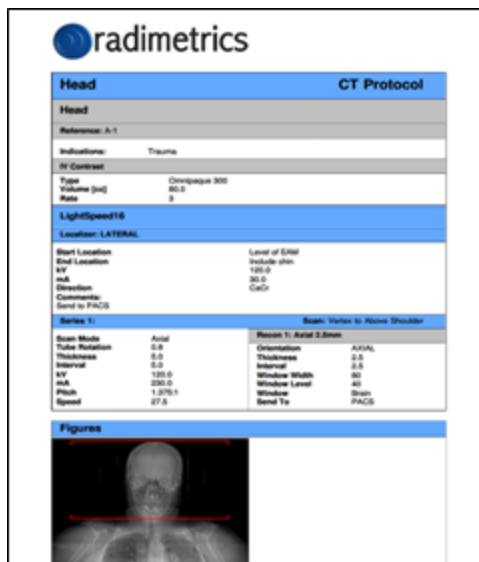 radimetrics
Head CT Protocol
Head
Reference: A-1
Indications: Trauma
IV Contrast
Type Omnipaque 300
Volume [cc] 80.0
Rate 3
LightSpeed16
Localizer: LATERAL
Start Location Level of EAM
End Location Include chin
kV 120.0
mA 30.0
Direction CaCr
Comments:
Send to PACS
Series 1: Scan: Vertex to Above Shoulder
Scan Mode Axial
Tube Rotation 0.8
Thickness 5.0
Interval 5.0
kV 120.0
mA 230.0
Pitch 1.375:1
Speed 27.5
Recon 1: Axial 2.5mm
Orientation AXIAL
Thickness 2.5
Interval 2.5
Window Width 80
Window Level 40
Window Brain
Send To PACS
Figures